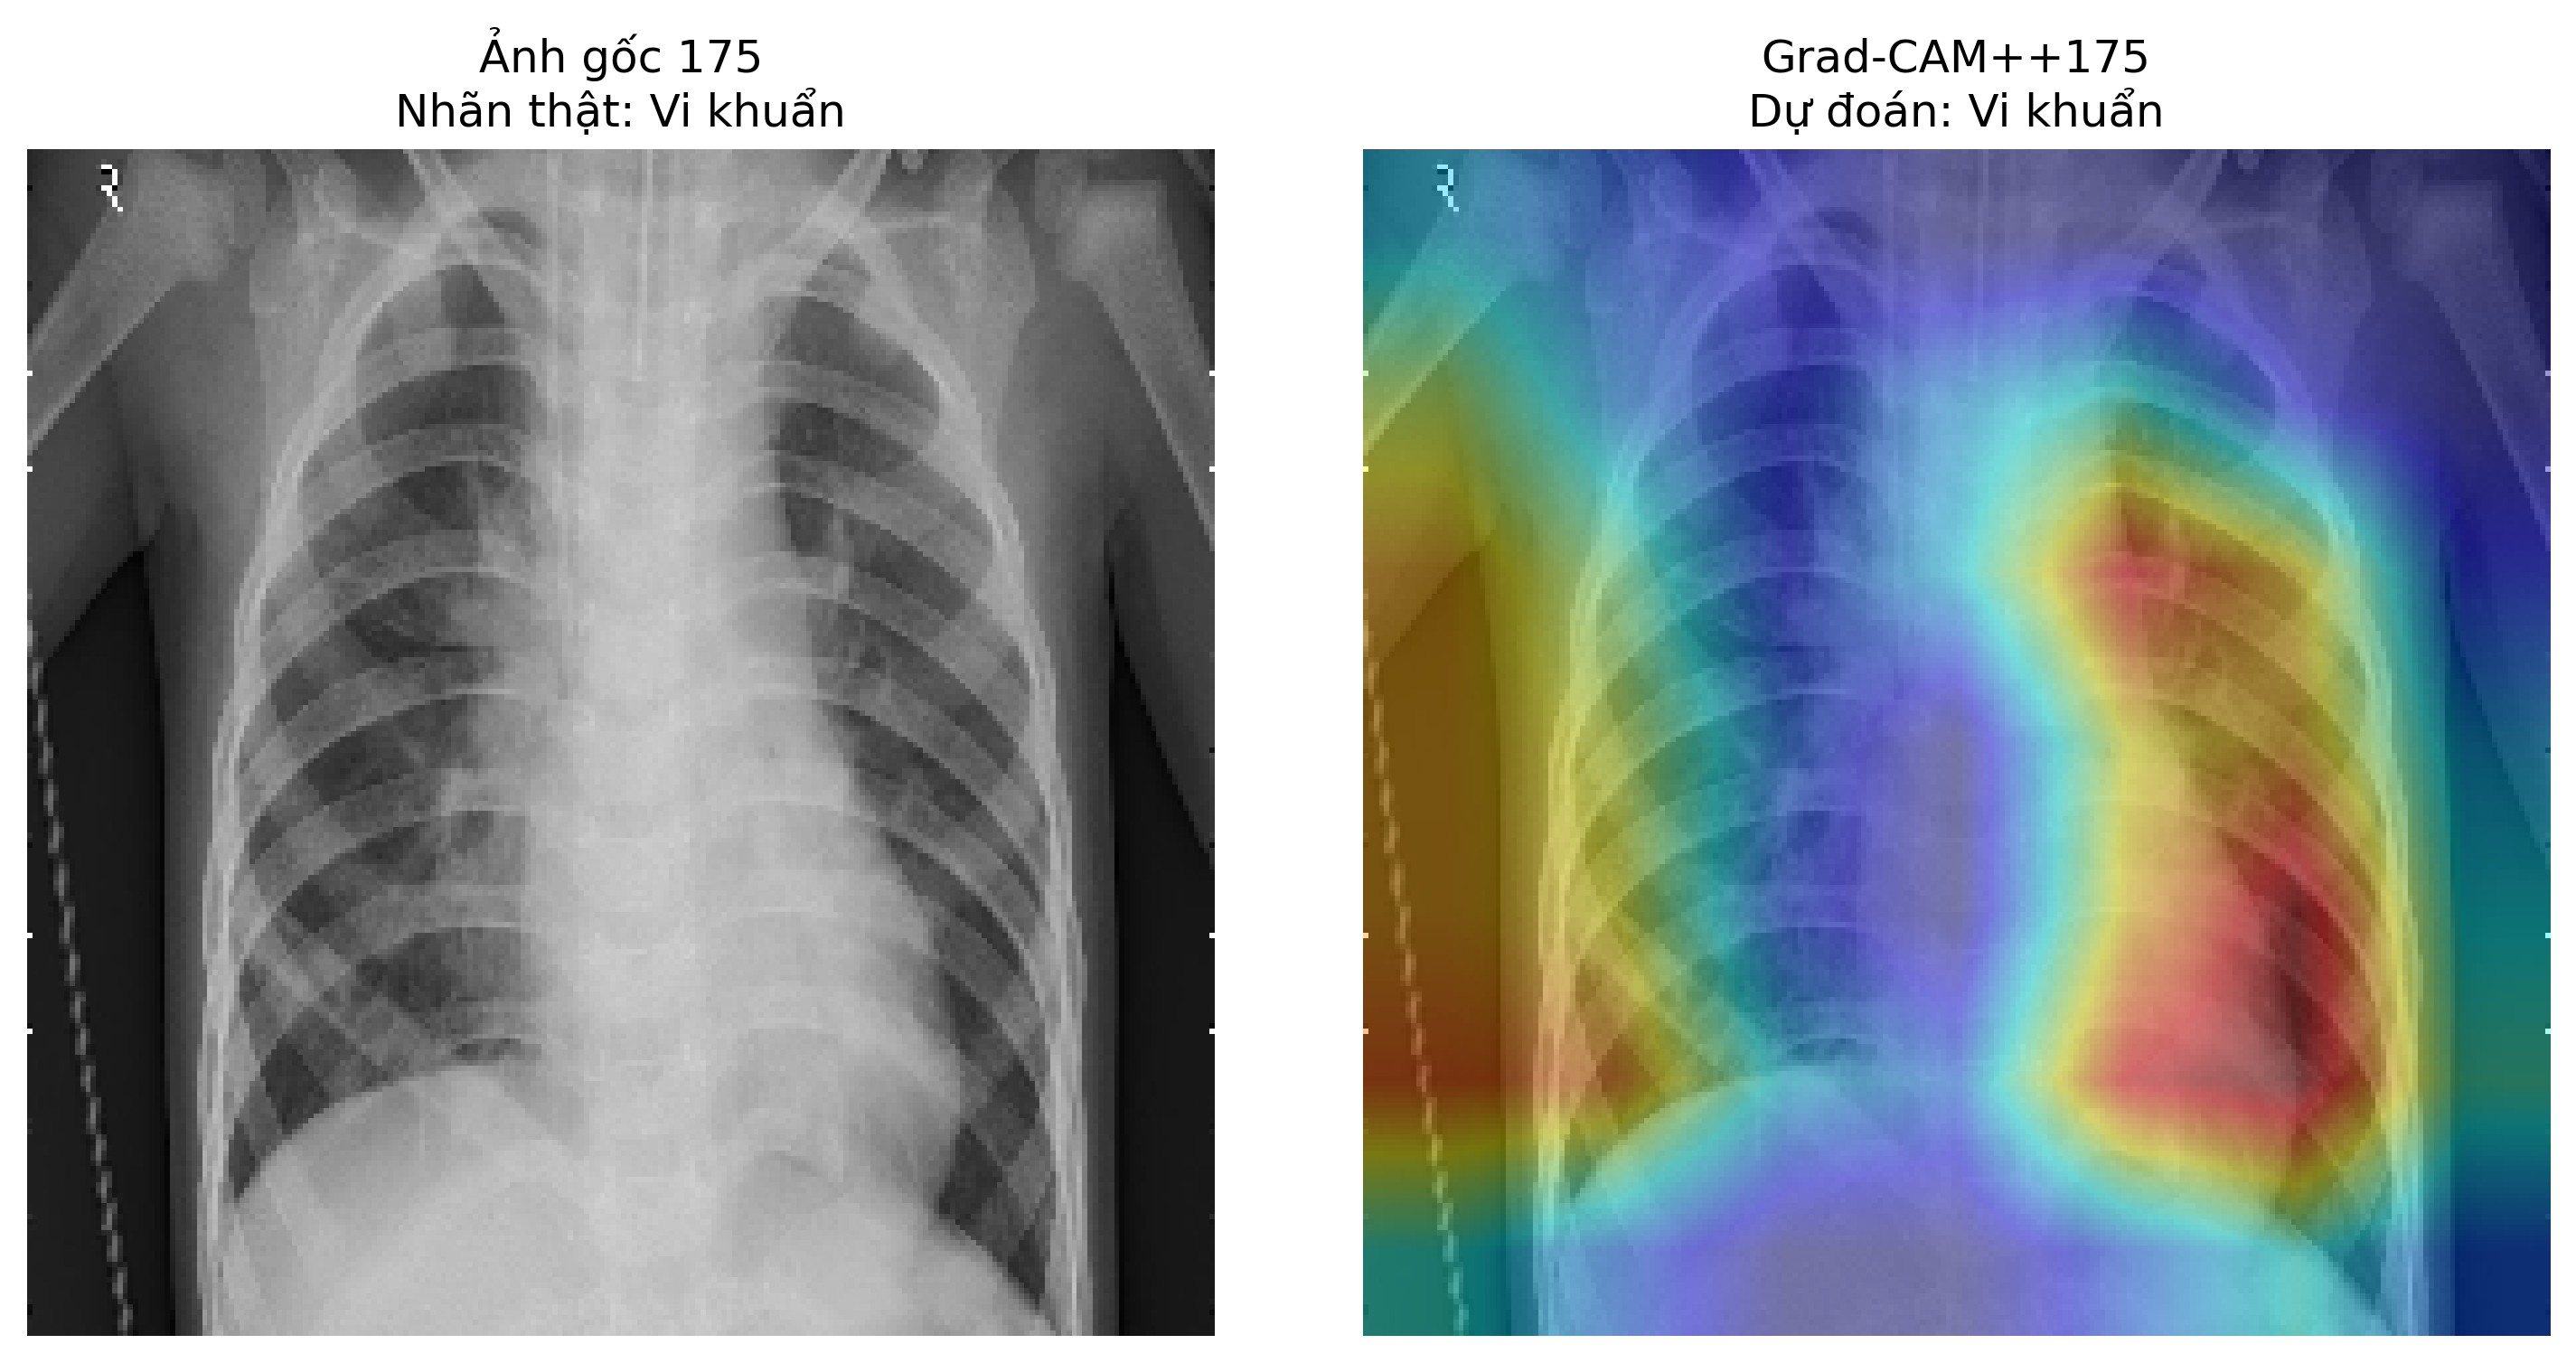 Ảnh gốc 175
Nhãn thật: Vi khuẩn
Grad-CAM++175
Dự đoán: Vi khuẩn